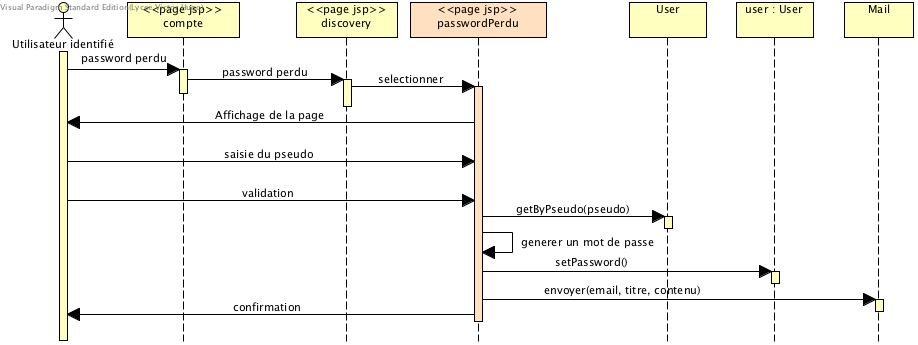 Visual Paradigm Standard Edition(Lycee
<<page jsp>>
compte
<<page jsp>>
discovery
<<page jsp>>
passwordPerdu
User
user : User
Mail
Utilisateur identifié
password perdu
password perdu
selectionner
Affichage de la page
saisie du pseudo
validation
getByPseudo(pseudo)
generer un mot de passe
setPassword()
envoyer(email, titre, contenu)
confirmation